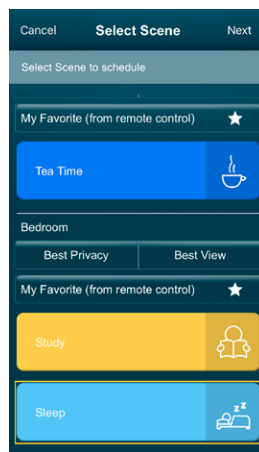 Cancel Select Scene Next
Select Scene to schedule
My Favorite (from remote control)
Tea Time
Bedroom
Best Privacy Best View
My Favorite (from remote control)
Study
Sleep
zz